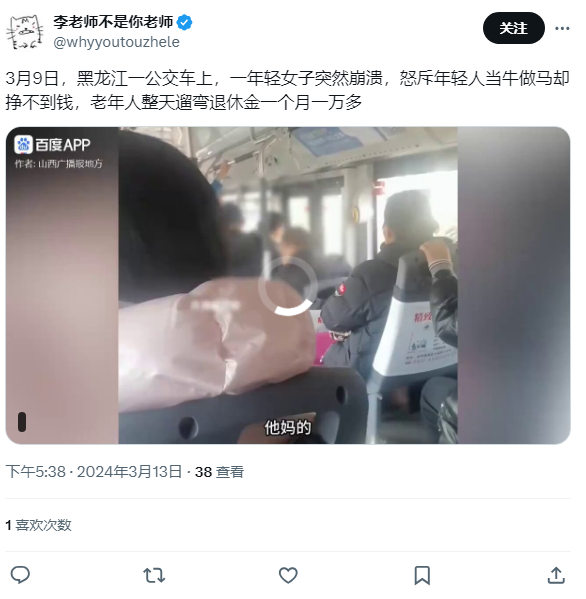 李老师不是你老师
@whyyoutouzhele
关注
3月9日，黑龙江一公交车上，一年轻女子突然崩溃，怒斥年轻人当牛做马却
挣不到钱，老年人整天遛弯退休金一个月一万多
百度APP
作者: 山西广播电视地方
他妈的
下午5:38 · 2024年3月13日 · 38 查看
1 喜欢次数